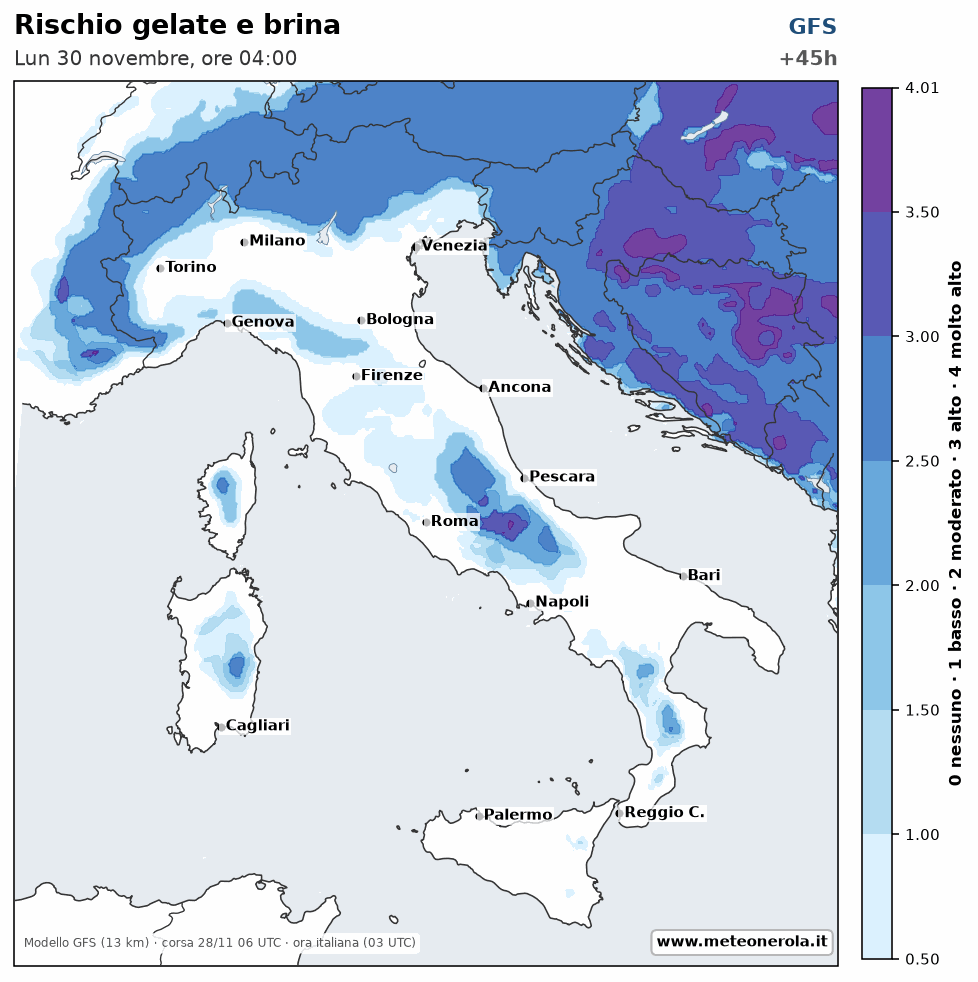 Rischio gelate e brina
GFS
Lun 30 novembre, ore 04:00
+45h
4.01
3.50
3.00
2.50
2.00
1.50
1.00
0.50
0 nessuno · 1 basso · 2 moderato · 3 alto · 4 molto alto
Milano
Venezia
Torino
Genova
Bologna
Firenze
Ancona
Pescara
Roma
Bari
Napoli
Cagliari
Palermo
Reggio C.
Modello GFS (13 km) · corsa 28/11 06 UTC · ora italiana (03 UTC)
www.meteonerola.it